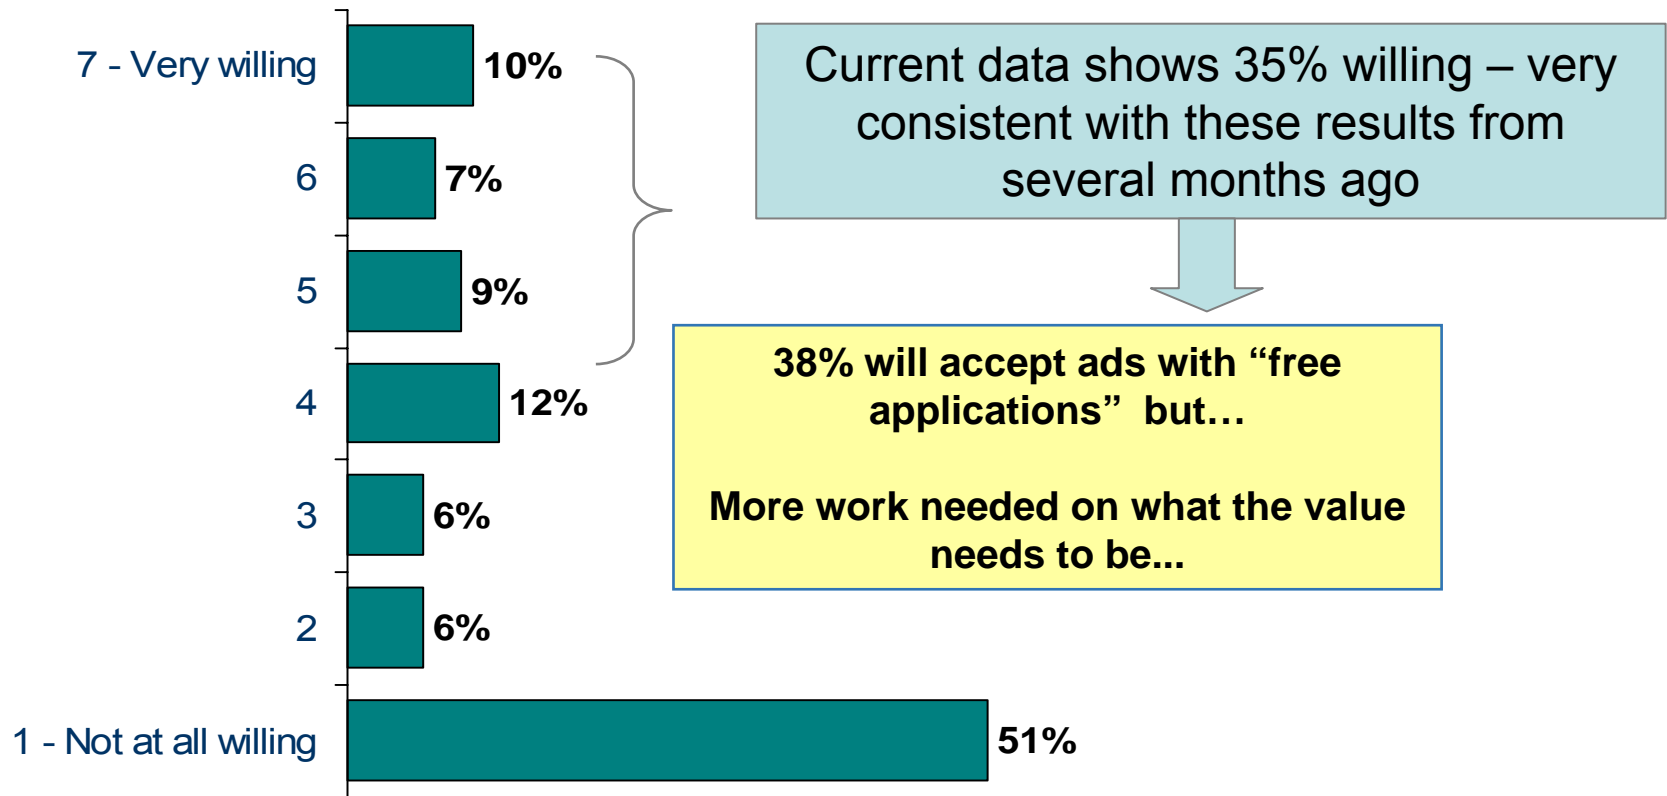 7 - Very willing 10%
6 7%
5 9%
4 12%
3 6%
2 6%
1 - Not at all willing 51%
Current data shows 35% willing – very
consistent with these results from
several months ago
38% will accept ads with “free
applications” but…
More work needed on what the value
needs to be...